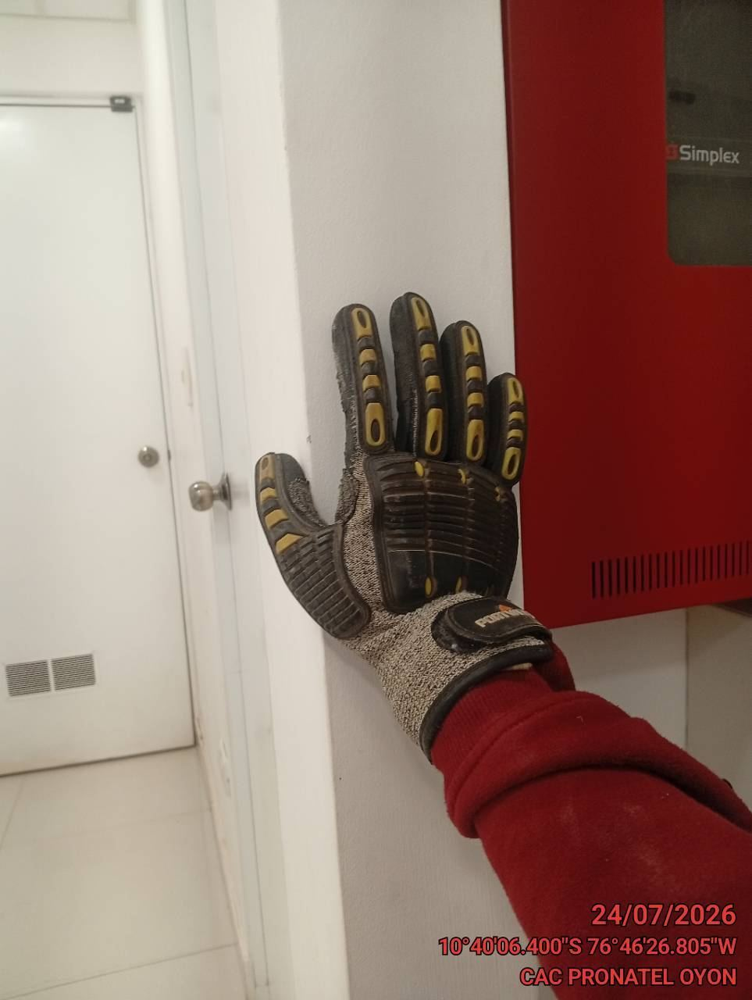 Simplex
24/07/2026
10°40'06.400"S 76°46'26.805"W
CAC PRONATEL OYON